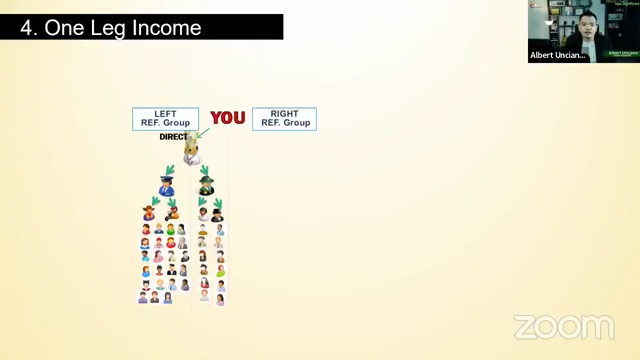 4. One Leg Income
LEFT
REF. Group
YOU
RIGHT
REF. Group
DIRECT
Albert Uncian...
zoom